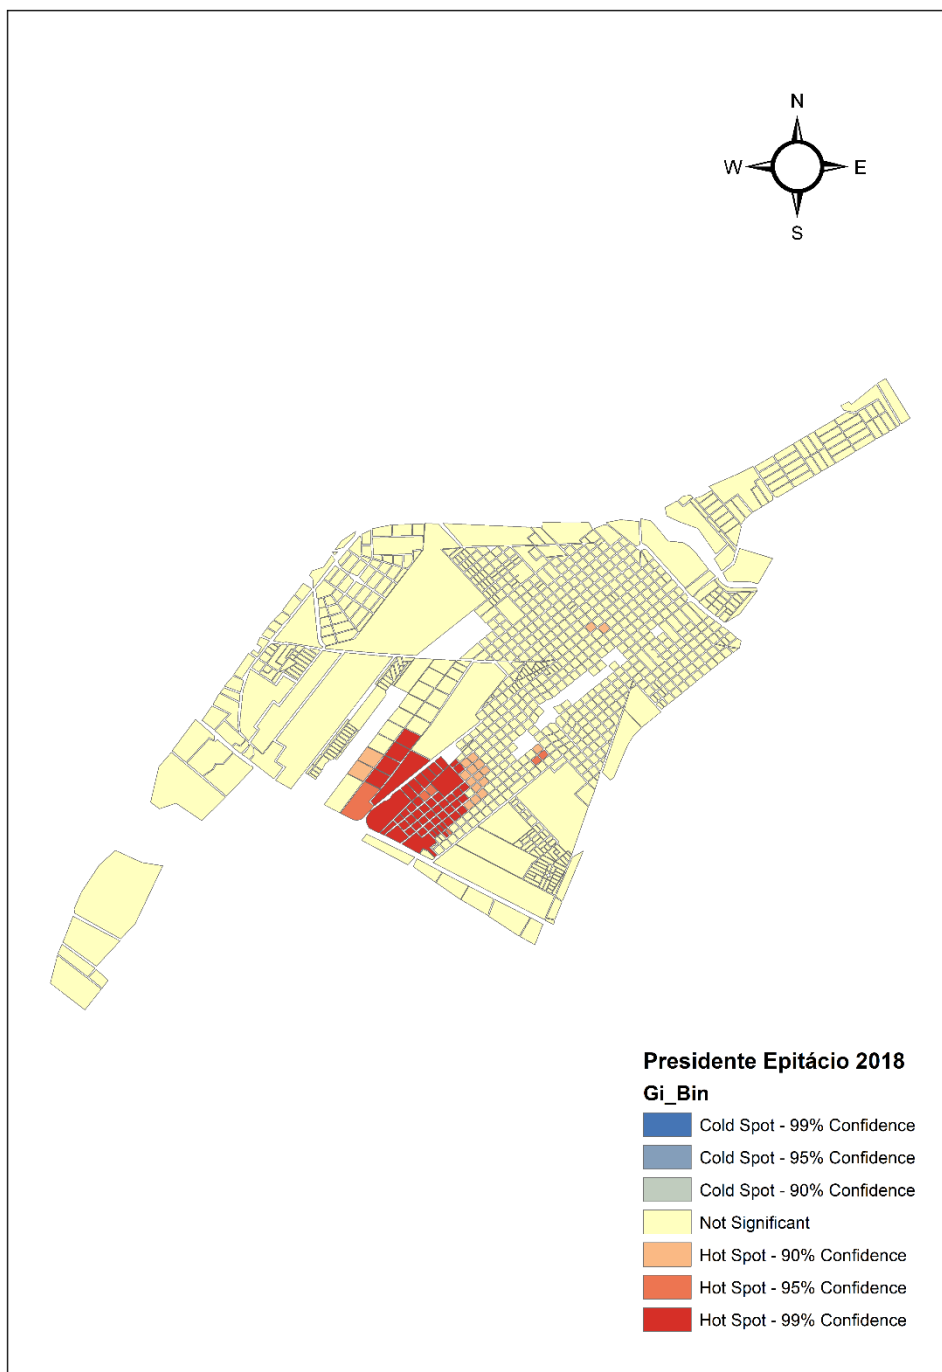 N
W
E
S
Presidente Epitácio 2018
Gi_Bin
Cold Spot - 99% Confidence
Cold Spot - 95% Confidence
Cold Spot - 90% Confidence
Not Significant
Hot Spot - 90% Confidence
Hot Spot - 95% Confidence
Hot Spot - 99% Confidence